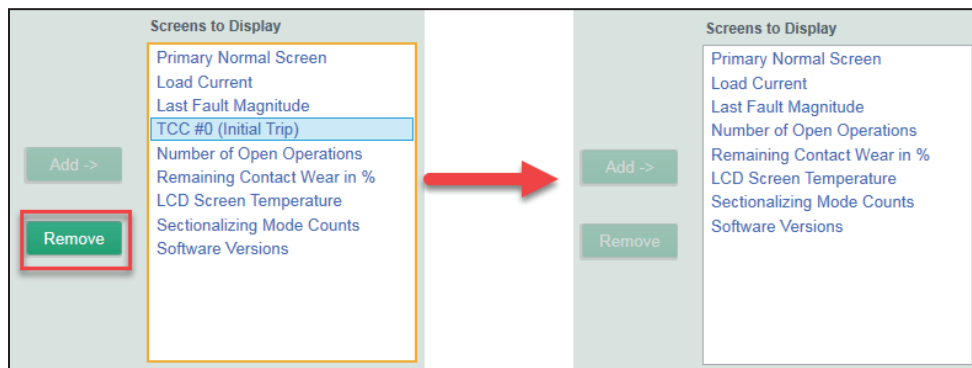 Screens to Display
Primary Normal Screen
Load Current
Last Fault Magnitude
TCC #0 (Initial Trip)
Number of Open Operations
Remaining Contact Wear in %
LCD Screen Temperature
Sectionalizing Mode Counts
Software Versions
Add ->
Remove
Screens to Display
Primary Normal Screen
Load Current
Last Fault Magnitude
Number of Open Operations
Remaining Contact Wear in %
LCD Screen Temperature
Sectionalizing Mode Counts
Software Versions
Add ->
Remove